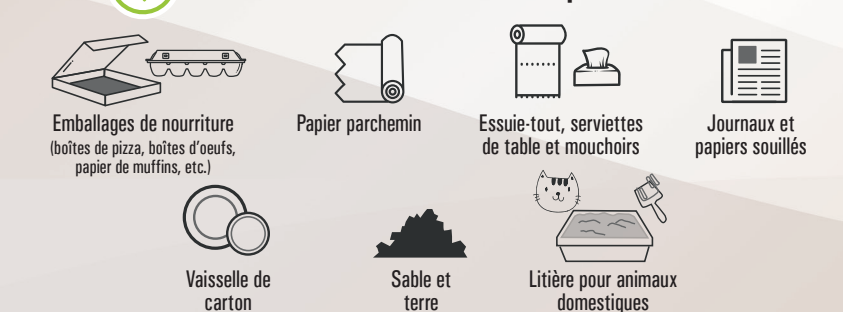 Emballages de nourriture
(boîtes de pizza, boîtes d'oeufs,
papier de muffins, etc.)
Papier parchemin
Essuie-tout, serviettes
de table et mouchoirs
Journaux et
papiers souillés
Vaisselle de
carton
Sable et
terre
Litière pour animaux
domestiques